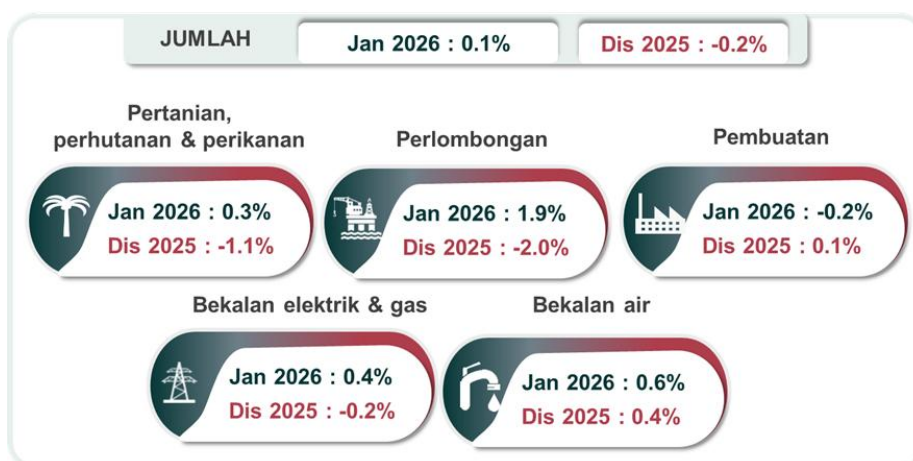 JUMLAH
Jan 2026 : 0.1%
Dis 2025 : -0.2%
Pertanian,
perhutanan & perikanan
Jan 2026 : 0.3%
Dis 2025 : -1.1%
Perlombongan
Jan 2026 : 1.9%
Dis 2025 : -2.0%
Pembuatan
Jan 2026 : -0.2%
Dis 2025 : 0.1%
Bekalan elektrik & gas
Jan 2026 : 0.4%
Dis 2025 : -0.2%
Bekalan air
Jan 2026 : 0.6%
Dis 2025 : 0.4%